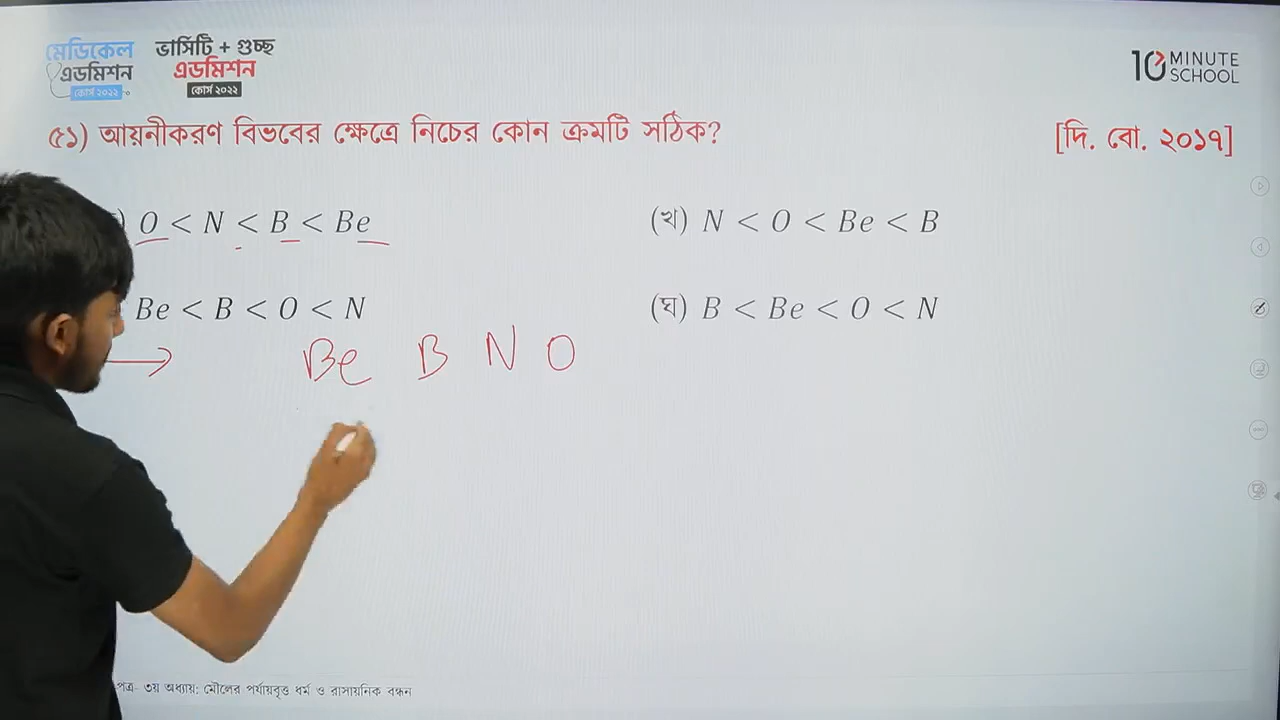 মেডিকেল এডমিশন কোর্স ২০২২
ভার্সিটি + গুচ্ছ এডমিশন কোর্স ২০২২
10 MINUTE SCHOOL
৫১) আয়নীকরণ বিভবের ক্ষেত্রে নিচের কোন ক্রমটি সঠিক? [দি. বো. ২০১৭]
) O < N < B < Be
(খ) N < O < Be < B
Be < B < O < N
(ঘ) B < Be < O < N
→ Be B N O
পত্র- ৩য় অধ্যায়: মৌলের পর্যায়বৃত্ত ধর্ম ও রাসায়নিক বন্ধন